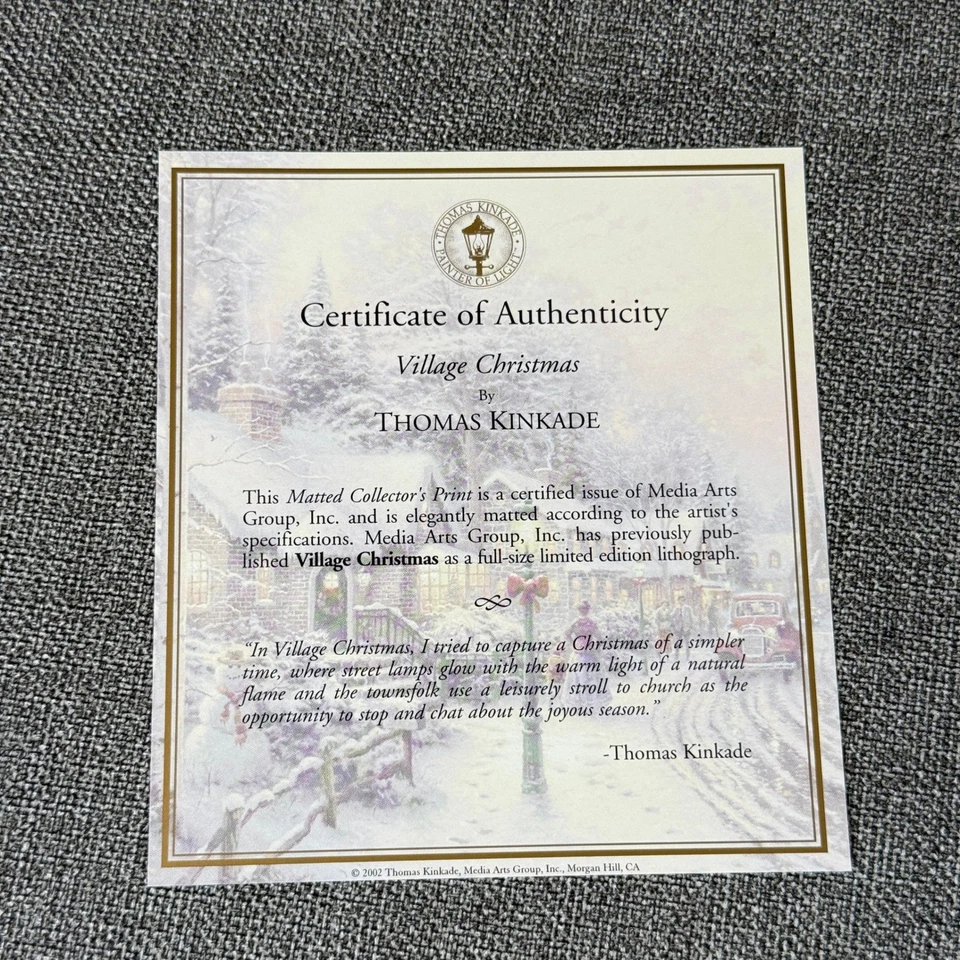 THOMAS KINKADE
PAINTER OF LIGHT
Certificate of Authenticity
Village Christmas
By
THOMAS KINKADE
This Matted Collector's Print is a certified issue of Media Arts
Group, Inc. and is elegantly matted according to the artist's
specifications. Media Arts Group, Inc. has previously pub-
lished Village Christmas as a full-size limited edition lithograph.
“In Village Christmas, I tried to capture a Christmas of a simpler
time, where street lamps glow with the warm light of a natural
flame and the townsfolk use a leisurely stroll to church as the
opportunity to stop and chat about the joyous season.”
-Thomas Kinkade
© 2002 Thomas Kinkade, Media Arts Group, Inc., Morgan Hill, CA